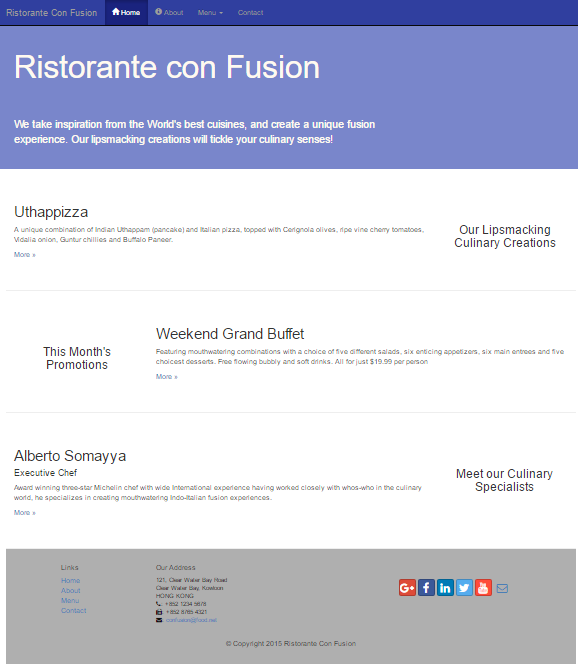 Ristorante Con Fusion Home About Menu Contact
Ristorante con Fusion
We take inspiration from the World's best cuisines, and create a unique fusion
experience. Our lipsmacking creations will tickle your culinary senses!
Uthappizza
A unique combination of Indian Uthappam (pancake) and Italian pizza, topped with Cerignola olives, ripe vine cherry tomatoes,
Vidalia onion, Guntur chillies and Buffalo Paneer.
More »
Our Lipsmacking
Culinary Creations
This Month's
Promotions
Weekend Grand Buffet
Featuring mouthwatering combinations with a choice of five different salads, six enticing appetizers, six main entrees and five
choicest desserts. Free flowing bubbly and soft drinks. All for just $19.99 per person
More »
Alberto Somayya
Executive Chef
Award winning three-star Michelin chef with wide International experience having worked closely with whos-who in the culinary
world, he specializes in creating mouthwatering Indo-Italian fusion experiences.
More »
Meet our Culinary
Specialists
Links
Home
About
Menu
Contact
Our Address
121, Clear Water Bay Road
Clear Water Bay, Kowloon
HONG KONG
: +852 1234 5678
: +852 8765 4321
: confusion@food.net
© Copyright 2015 Ristorante Con Fusion